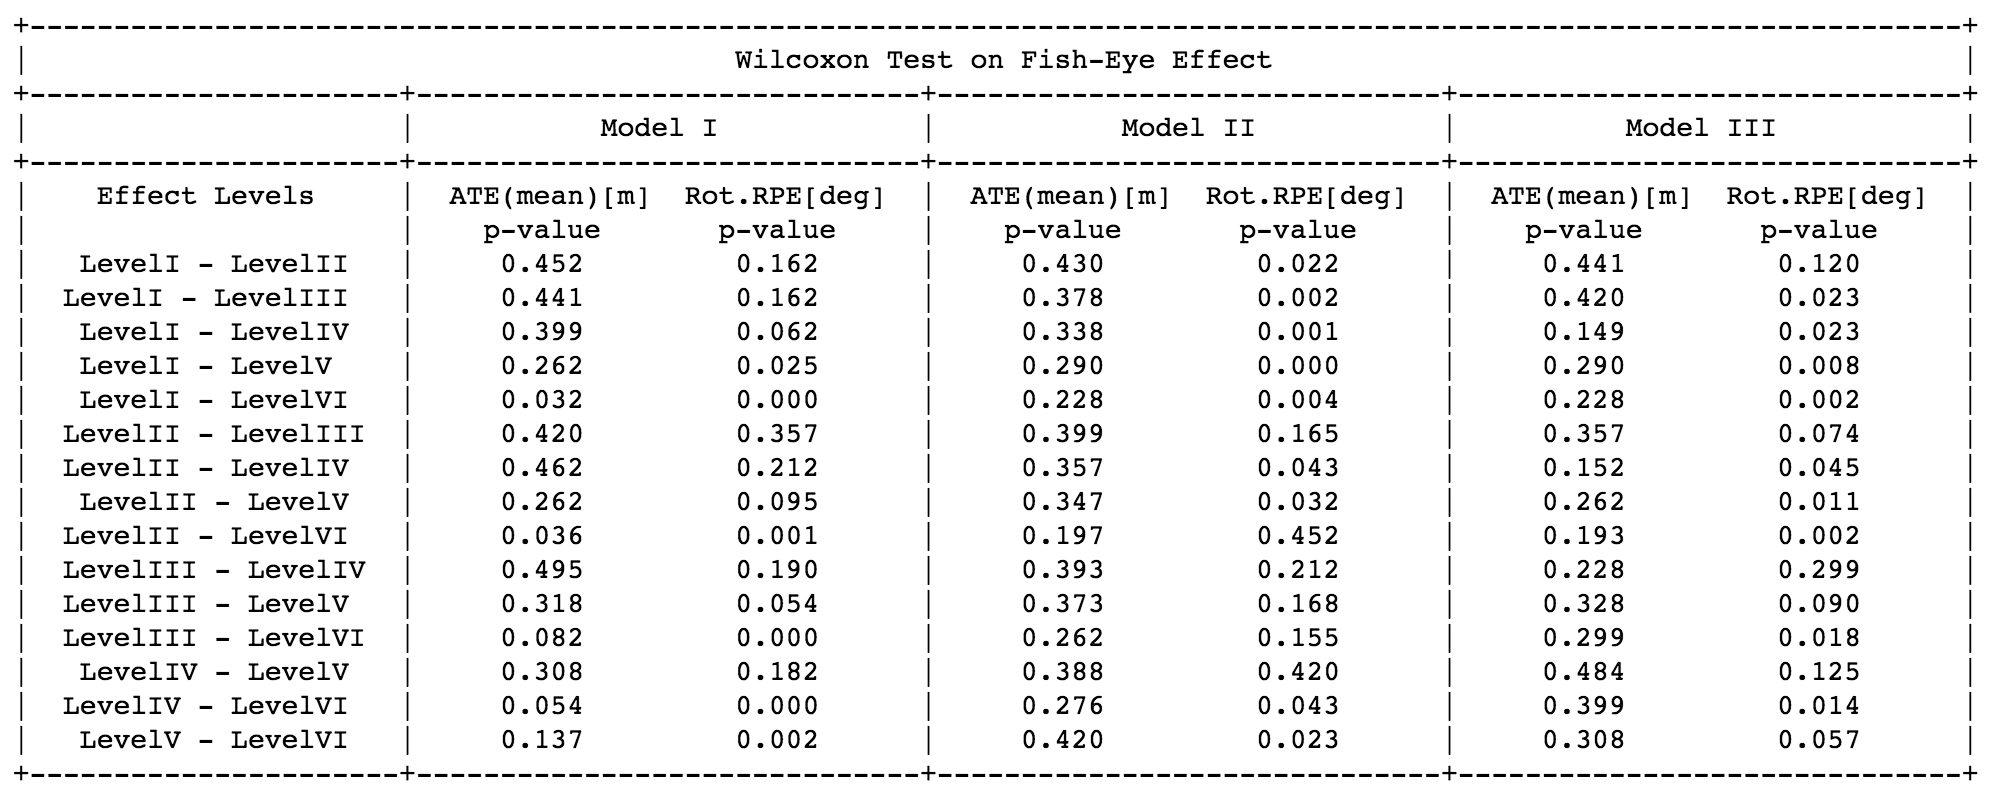 Wilcoxon Test on Fish-Eye Effect
Model I Model II Model III
Effect Levels ATE(mean)[m] Rot.RPE[deg] ATE(mean)[m] Rot.RPE[deg] ATE(mean)[m] Rot.RPE[deg]
p-value p-value p-value p-value p-value p-value
LevelI - LevelII 0.452 0.162 0.430 0.022 0.441 0.120
LevelI - LevelIII 0.441 0.162 0.378 0.002 0.420 0.023
LevelI - LevelIV 0.399 0.062 0.338 0.001 0.149 0.023
LevelI - LevelV 0.262 0.025 0.290 0.000 0.290 0.008
LevelI - LevelVI 0.032 0.000 0.228 0.004 0.228 0.002
LevelII - LevelIII 0.420 0.357 0.399 0.165 0.357 0.074
LevelII - LevelIV 0.462 0.212 0.357 0.043 0.152 0.045
LevelII - LevelV 0.262 0.095 0.347 0.032 0.262 0.011
LevelII - LevelVI 0.036 0.001 0.197 0.452 0.193 0.002
LevelIII - LevelIV 0.495 0.190 0.393 0.212 0.228 0.299
LevelIII - LevelV 0.318 0.054 0.373 0.168 0.328 0.090
LevelIII - LevelVI 0.082 0.000 0.262 0.155 0.299 0.018
LevelIV - LevelV 0.308 0.182 0.388 0.420 0.484 0.125
LevelIV - LevelVI 0.054 0.000 0.276 0.043 0.399 0.014
LevelV - LevelVI 0.137 0.002 0.420 0.023 0.308 0.057